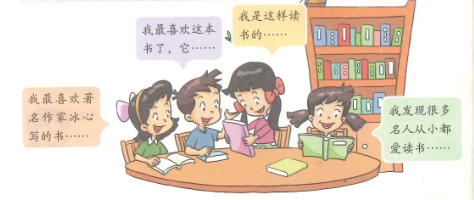 我最喜欢著
名作家冰心
写的书……
我最喜欢这本
书了，它……
我是这样读
书的……
我发现很多
名人从小都
爱读书……